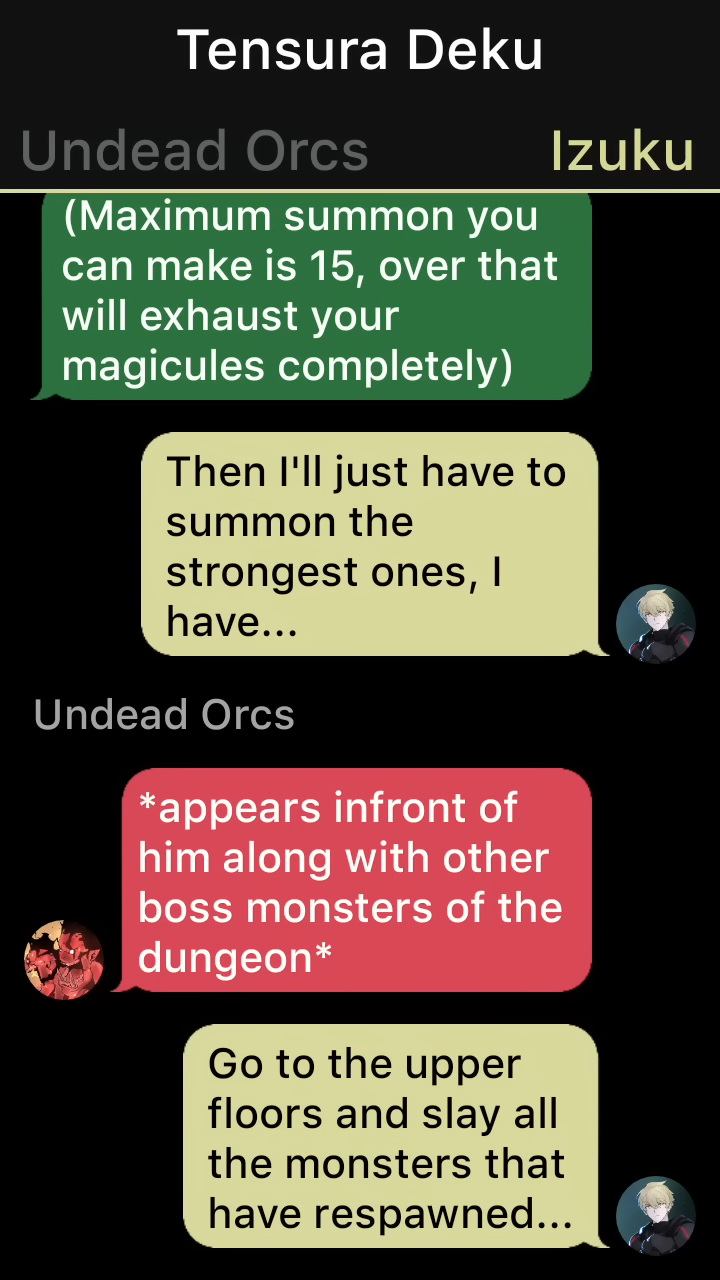 Tensura Deku
Undead Orcs
Izuku
(Maximum summon you
can make is 15, over that
will exhaust your
magicules completely)
Then I'll just have to
summon the
strongest ones, I
have...
Undead Orcs
*appears infront of
him along with other
boss monsters of the
dungeon*
Go to the upper
floors and slay all
the monsters that
have respawned...